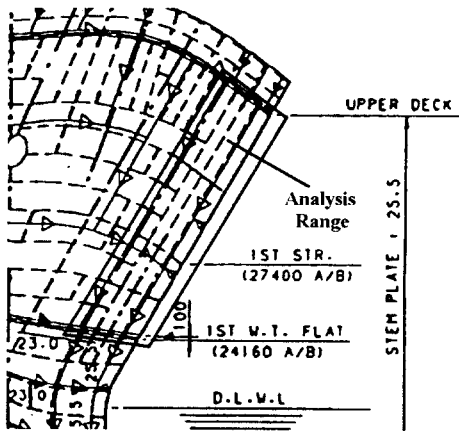 UPPER DECK
Analysis
Range
STEM PLATE : 25.5
1ST STR.
(27400 A/B)
100
1ST W.T. FLAT
(24160 A/B)
23.0
D.L.W.L